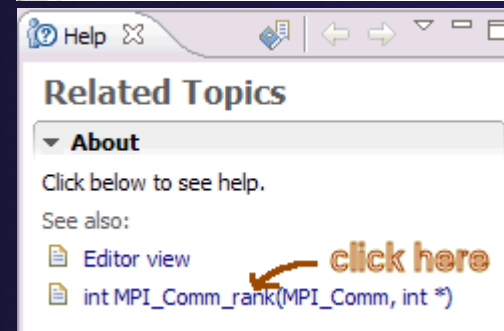 Help
Related Topics
About
Click below to see help.
See also:
Editor view
click here
int MPI_Comm_rank(MPI_Comm, int *)